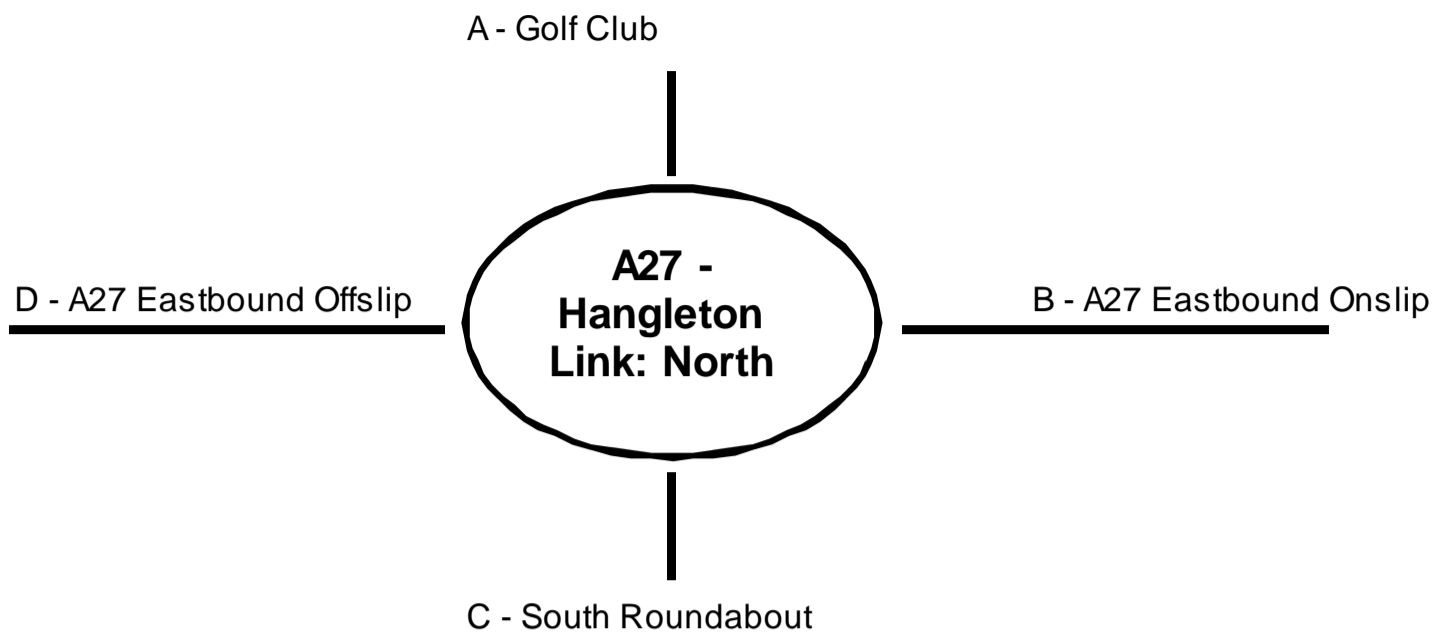 A - Golf Club
A27 -
Hangleton
Link: North
D - A27 Eastbound Offslip
B - A27 Eastbound Onslip
C - South Roundabout